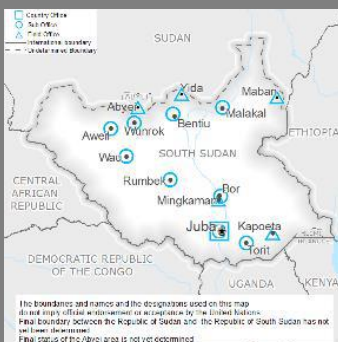 Country Office
Sub Office
Field Office
International boundary
Undetermined Boundary
SUDAN
Yida
Maban
Abyei
Malakal
Bentiu
Wunrok
Aweil
ETHIOPIA
Wau
SOUTH SUDAN
CENTRAL
AFRICAN
REPUBLIC
Rumbek
Bor
Mingkaman
Juba
Kapoeta
Torit
DEMOCRATIC REPUBLIC
OF THE CONGO
UGANDA
KENYA
The boundaries and names and the designations used on this map
do not imply official endorsement or acceptance by the United Nations
Final boundary between the Republic of Sudan and the Republic of South Sudan has not
yet been determined
Final status of the Abyei area is not yet determined